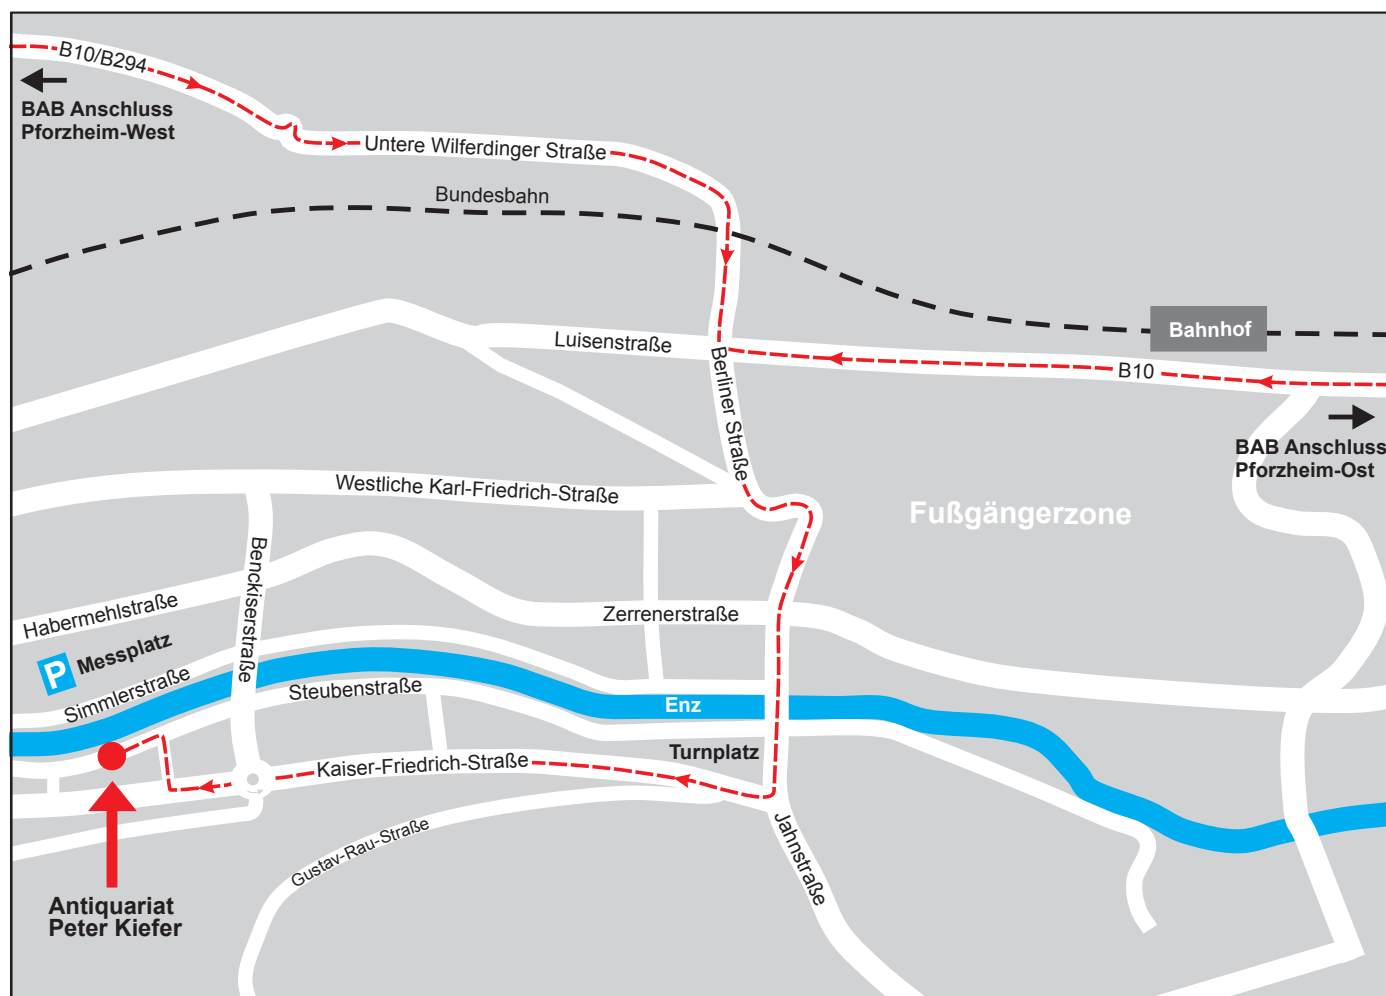 B10/B294
BAB Anschluss
Pforzheim-West
Untere Wilferdinger Straße
Bundesbahn
Bahnhof
Luisenstraße
Berliner Straße
B10
BAB Anschluss
Pforzheim-Ost
Westliche Karl-Friedrich-Straße
Fußgängerzone
Benckiserstraße
Habermehlstraße
Zerrenerstraße
P Messplatz
Simmlerstraße
Steubenstraße
Enz
Turnplatz
Kaiser-Friedrich-Straße
Gustav-Rau-Straße
Jahnstraße
Antiquariat
Peter Kiefer